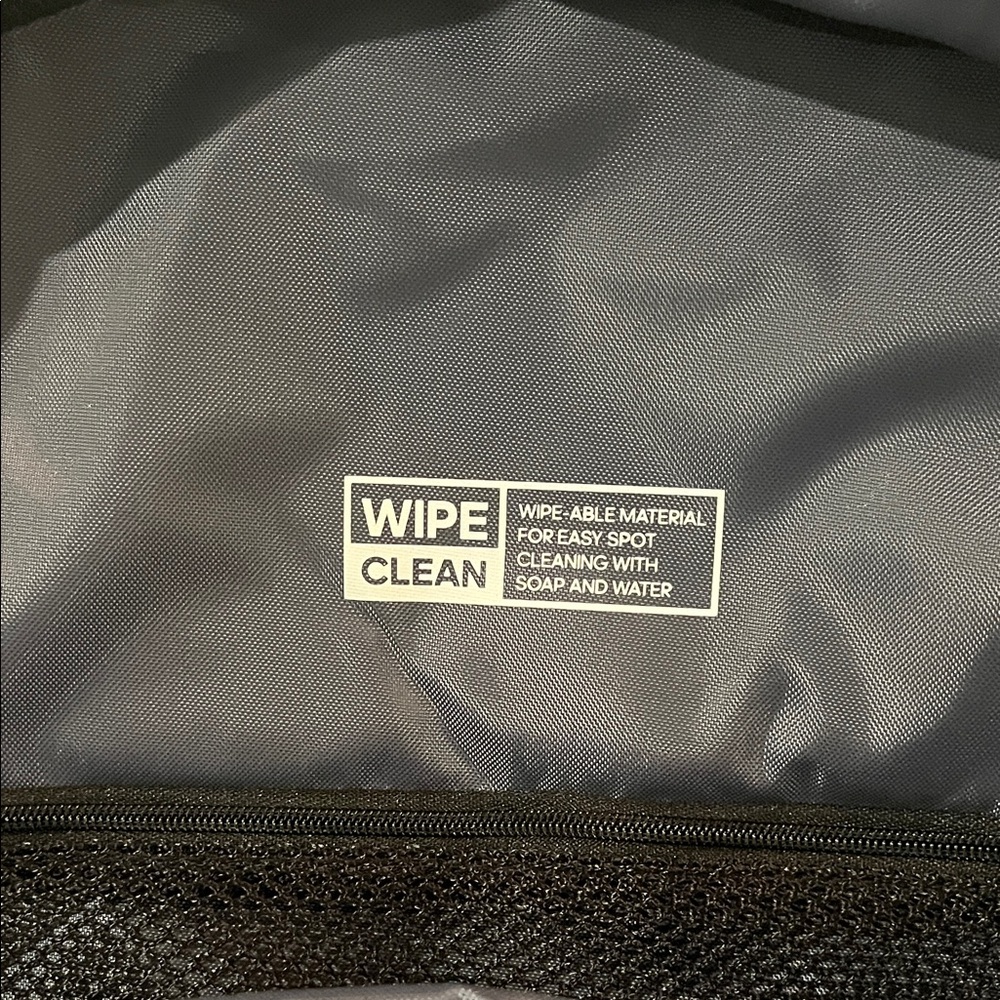 WIPE
CLEAN
WIPE-ABLE MATERIAL
FOR EASY SPOT
CLEANING WITH
SOAP AND WATER